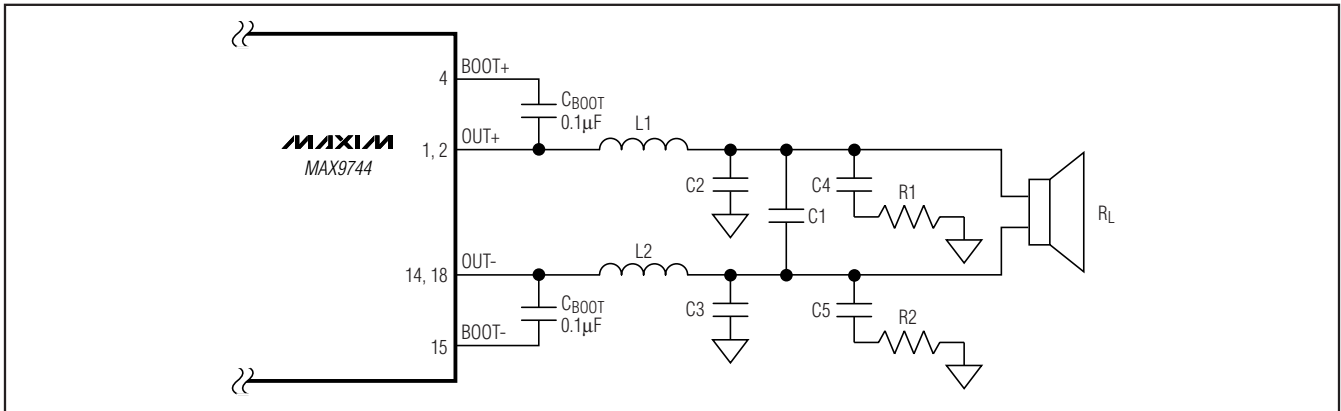 4
BOOT+
CBOOT
0.1µF
L1
MAXIM
MAX9744
1, 2
OUT+
C2
C1
C4
R1
RL
L2
14, 18
OUT-
CBOOT
0.1µF
C3
C5
R2
15
BOOT-